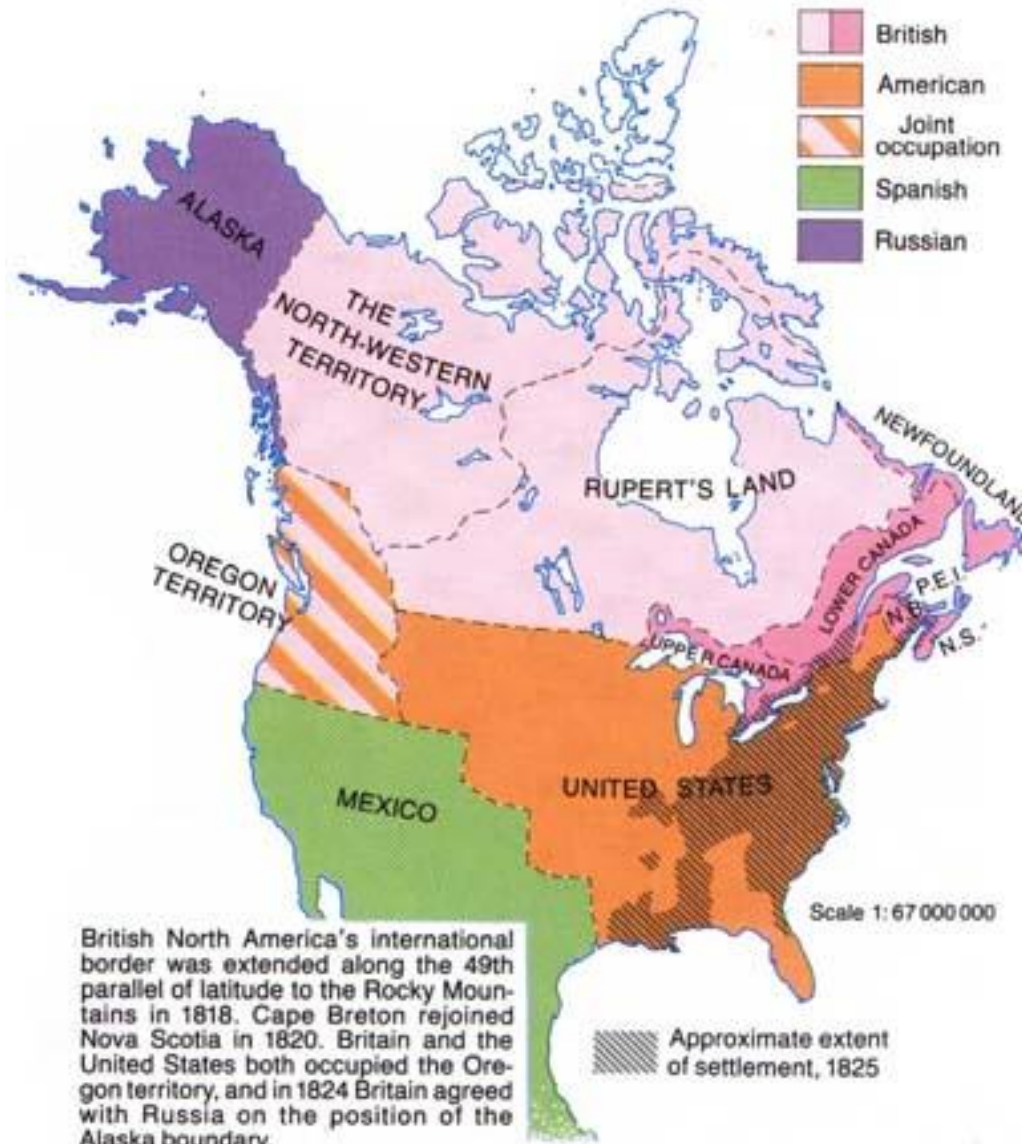 British
American
Joint
occupation
Spanish
Russian
ALASKA
THE
NORTH-WESTERN
TERRITORY
RUPERT'S LAND
NEWFOUNDLAND
OREGON
TERRITORY
LOWER CANADA
P.E.I.
N.B.
N.S.
UPPER CANADA
UNITED STATES
MEXICO
Scale 1: 67 000 000
British North America's international
border was extended along the 49th
parallel of latitude to the Rocky Moun-
tains in 1818. Cape Breton rejoined
Nova Scotia in 1820. Britain and the
United States both occupied the Ore-
gon territory, and in 1824 Britain agreed
with Russia on the position of the
Alaska boundary.
Approximate extent
of settlement, 1825